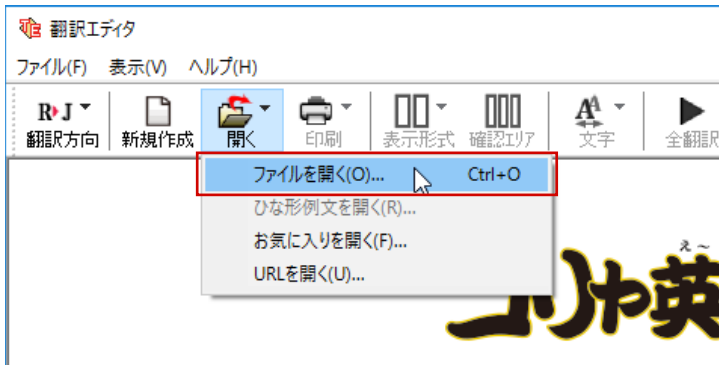 翻訳エディタ
ファイル(F) 表示(V) ヘルプ(H)
R▶J
翻訳方向 新規作成 開く 印刷 表示形式 確認エリア 文字 全翻訳
ファイルを開く(O)... Ctrl+O
ひな形例文を開く(R)...
お気に入りを開く(F)...
URLを開く(U)...
え～
や英